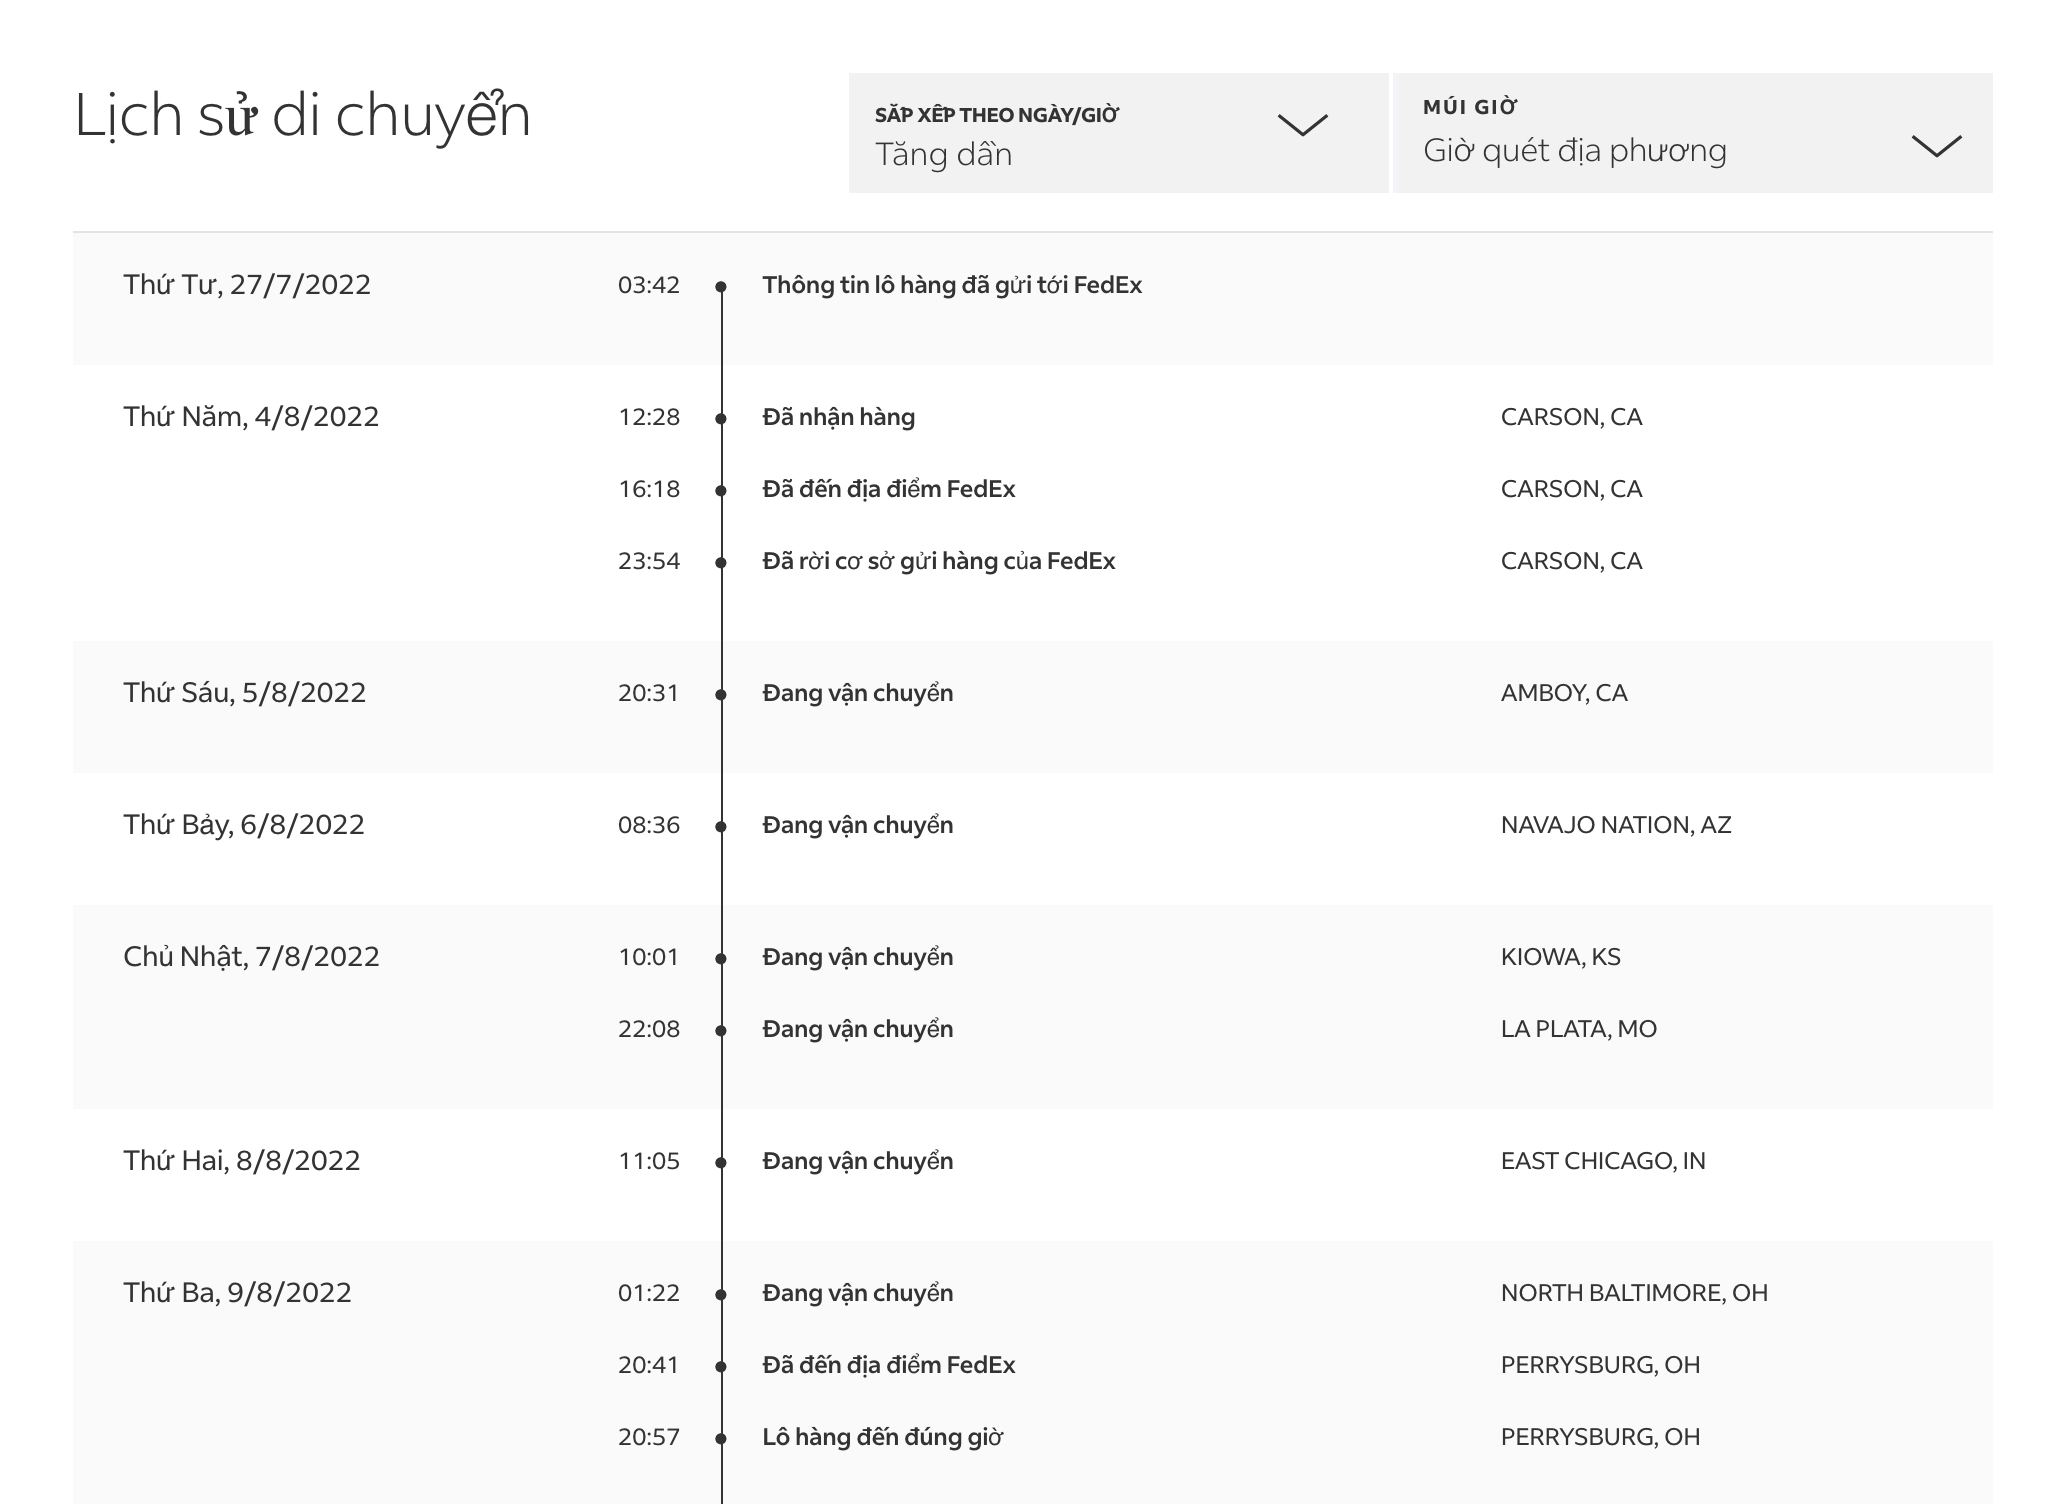 Lịch sử di chuyển
SẮP XẾP THEO NGÀY/GIỜ
Tăng dần
MÚI GIỜ
Giờ quét địa phương
Thứ Tư, 27/7/2022 03:42 Thông tin lô hàng đã gửi tới FedEx
Thứ Năm, 4/8/2022 12:28 Đã nhận hàng CARSON, CA
16:18 Đã đến địa điểm FedEx CARSON, CA
23:54 Đã rời cơ sở gửi hàng của FedEx CARSON, CA
Thứ Sáu, 5/8/2022 20:31 Đang vận chuyển AMBOY, CA
Thứ Bảy, 6/8/2022 08:36 Đang vận chuyển NAVAJO NATION, AZ
Chủ Nhật, 7/8/2022 10:01 Đang vận chuyển KIOWA, KS
22:08 Đang vận chuyển LA PLATA, MO
Thứ Hai, 8/8/2022 11:05 Đang vận chuyển EAST CHICAGO, IN
Thứ Ba, 9/8/2022 01:22 Đang vận chuyển NORTH BALTIMORE, OH
20:41 Đã đến địa điểm FedEx PERRYSBURG, OH
20:57 Lô hàng đến đúng giờ PERRYSBURG, OH